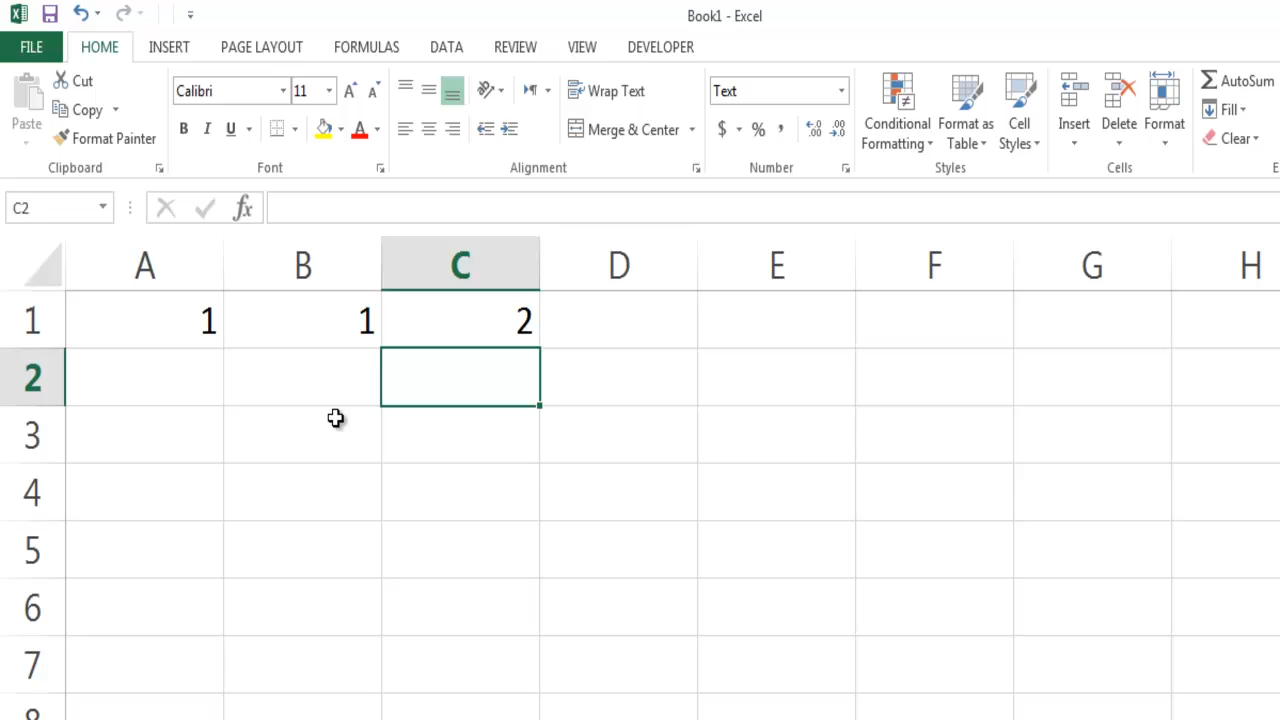 Book1 - Excel
FILE HOME INSERT PAGE LAYOUT FORMULAS DATA REVIEW VIEW DEVELOPER
Paste
Cut
Copy
Format Painter
Clipboard
Calibri 11
B I U A
Font
Wrap Text
Merge & Center
Alignment
Text
$ % ,
Number
Conditional Formatting
Format as Table
Cell Styles
Styles
Insert Delete Format
Cells
AutoSum
Fill
Clear
E
C2 fx
A B C D E F G H
1 1 1 2
2
3
4
5
6
7
8